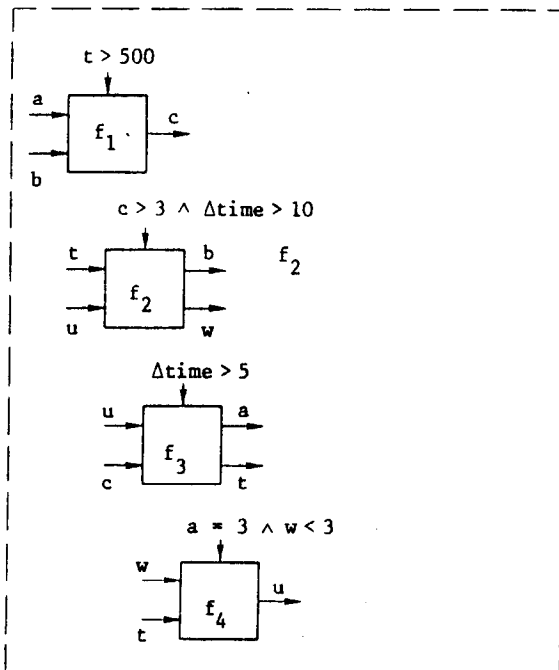 t > 500
a
c
f1
b
c > 3 ∧ Δtime > 10
t
b
f2
f2
u
w
Δtime > 5
u
a
f3
c
t
a = 3 ∧ w < 3
w
u
f4
t